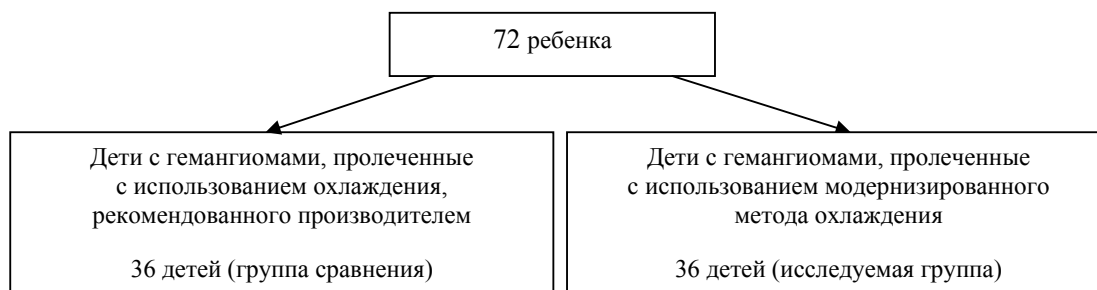 72 ребенка
Дети с гемангиомами, пролеченные
с использованием охлаждения,
рекомендованного производителем
36 детей (группа сравнения)
Дети с гемангиомами, пролеченные
с использованием модернизированного
метода охлаждения
36 детей (исследуемая группа)